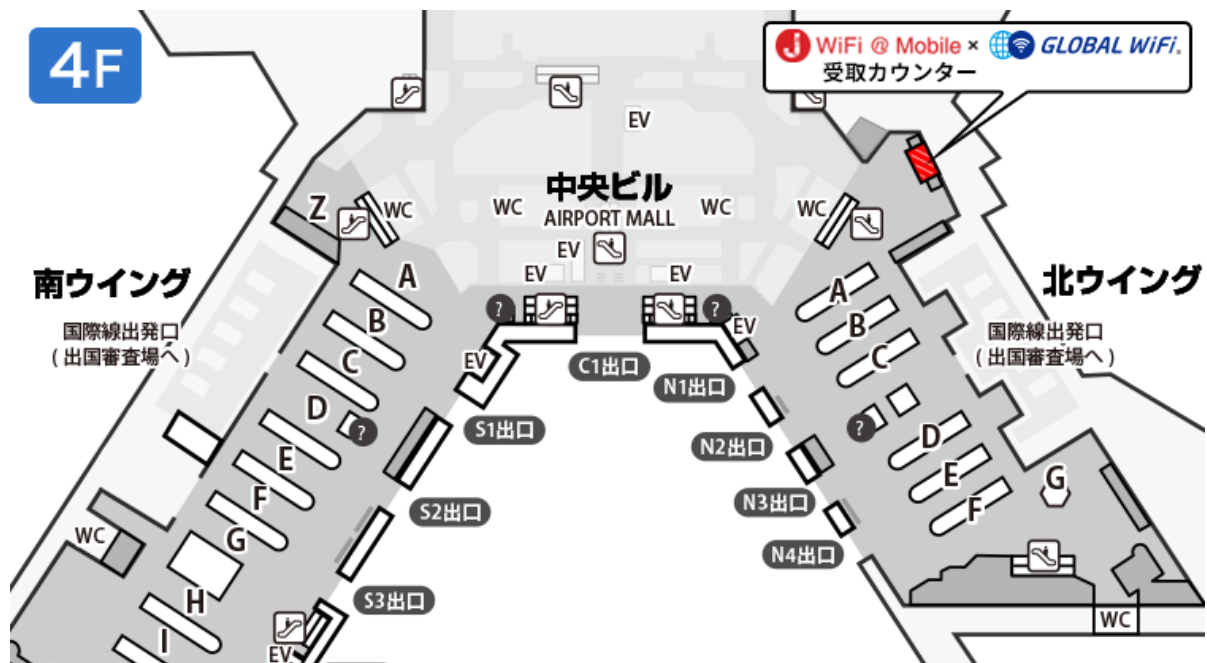 4F
WiFi @ Mobile × GLOBAL WiFi.
受取カウンター
EV
中央ビル
AIRPORT MALL
WC
WC
WC
WC
Z
EV
EV
EV
南ウイング
国際線出発口
(出国審査場へ)
北ウイング
国際線出発口
(出国審査場へ)
A
B
C
D
E
F
G
H
I
A
B
C
D
E
F
G
?
?
?
?
EV
EV
C1出口
N1出口
S1出口
N2出口
S2出口
N3出口
N4出口
S3出口
WC
WC
EV